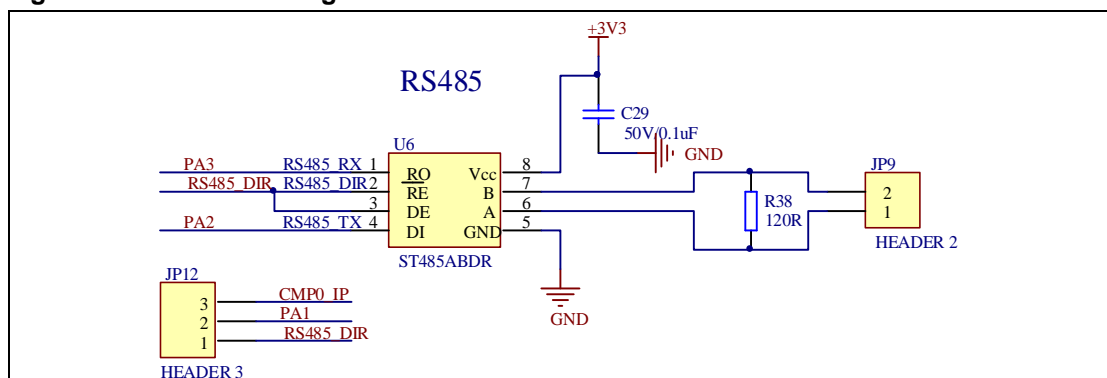 +3V3
RS485
C29
50V/0.1uF
GND
U6
PA3 RS485_RX 1 RO Vcc 8
RS485_DIR RS485_DIR 2 RE B 7
3 DE A 6
PA2 RS485_TX 4 DI GND 5
ST485ABDR
GND
R38
120R
JP9
2
1
HEADER 2
JP12
3 CMP0_IP
2 PA1
1 RS485_DIR
HEADER 3